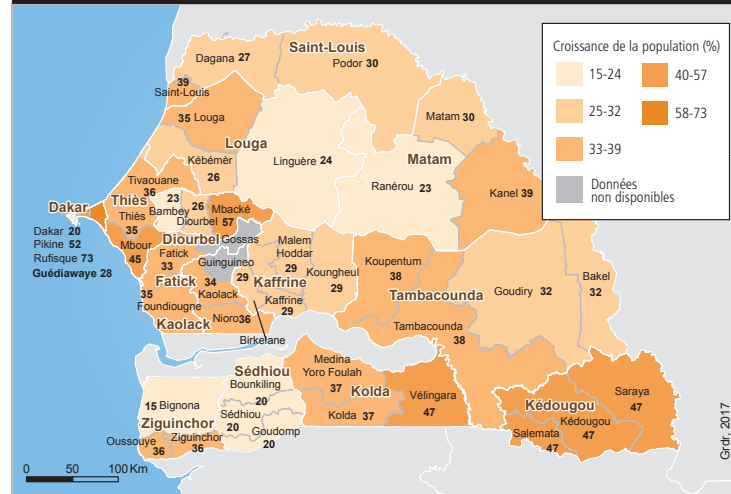 Saint-Louis
Dagana 27
Podor 30
39
Saint-Louis
35 Louga
Matam 30
Louga
Linguère 24
Matam
Kébémèr
26
Tivaouane
36
Ranérou
23
Kanel 39
Thiès
23
Bambey
26
Diourbel
Mbacké
57
Dakar
Thiès
35
Dakar 20
Pikine 52
Rufisque 73
Guédiawaye 28
Mbour
45
Diourbel
Gossas
Fatick
33
Guinguineo
Malem
Hoddar
29
Koungheul
29
Koupentum
38
Bakel
32
Goudiry 32
34
Kaolack
29
Kaffrine
Fatick
Tambacounda
35
Foundiougne
Kaffrine
29
Nioro 36
Kaolack
Birkelane
Tambacounda
38
Sédhiou
Bounkiling
20
Medina
Yoro Foulah
37
Kolda
Vélingara
47
Saraya
47
Kédougou
15 Bignona
Sédhiou
20
Kolda 37
Kédougou
47
Ziguinchor
Goudomp
20
Salemata
47
Oussouye
36
Ziguinchor
36
0 50 100 Km
Croissance de la population (%)
15-24
40-57
25-32
58-73
33-39
Données
non disponibles
Grdr, 2017